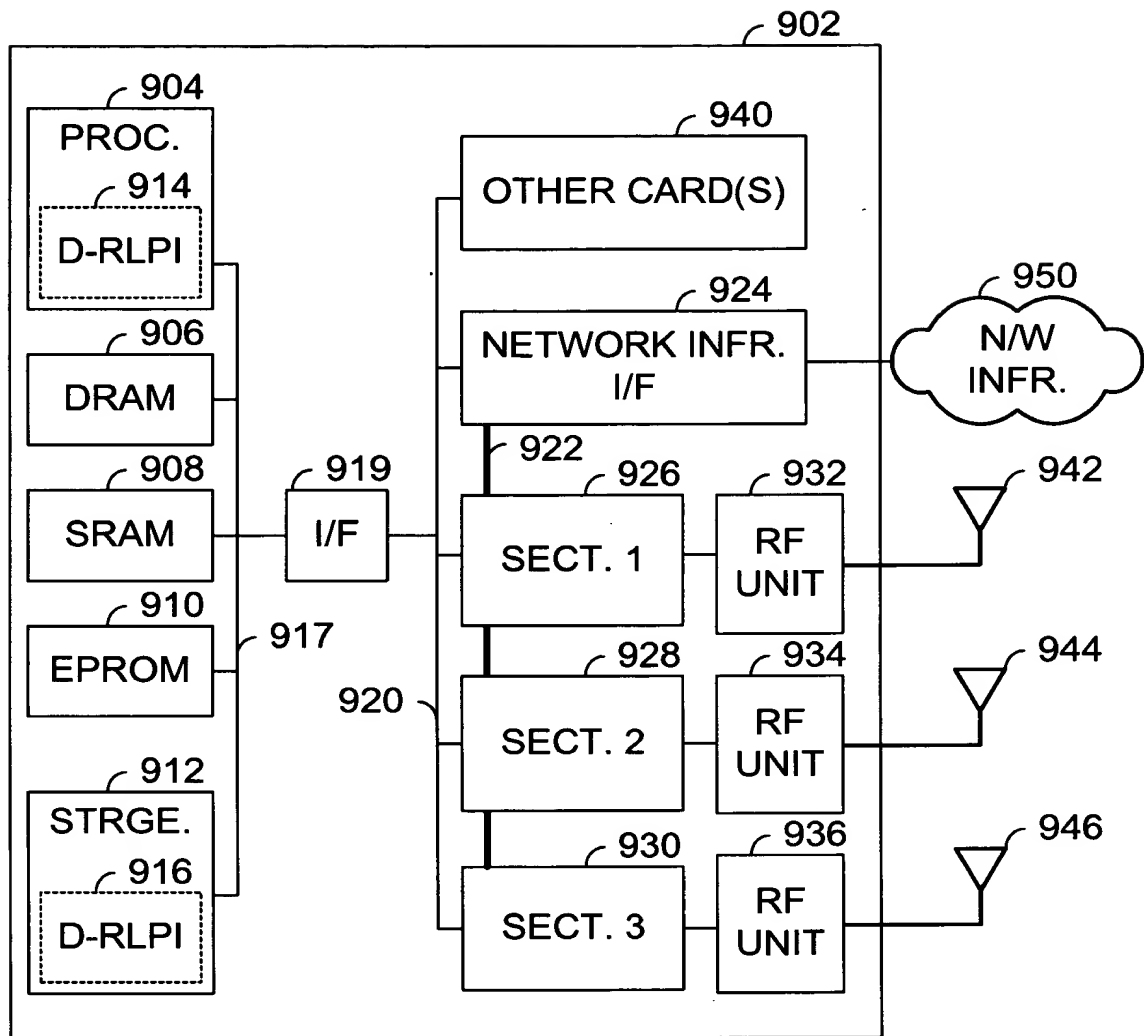 902
904
PROC.
914
D-RLPI
906
DRAM
908
SRAM
910
EPROM
917
912
STRGE.
916
D-RLPI
919
I/F
920
940
OTHER CARD(S)
924
NETWORK INFR.
I/F
922
926
SECT. 1
928
SECT. 2
930
SECT. 3
932
RF
UNIT
934
RF
UNIT
936
RF
UNIT
950
N/W
INFR.
942
944
946